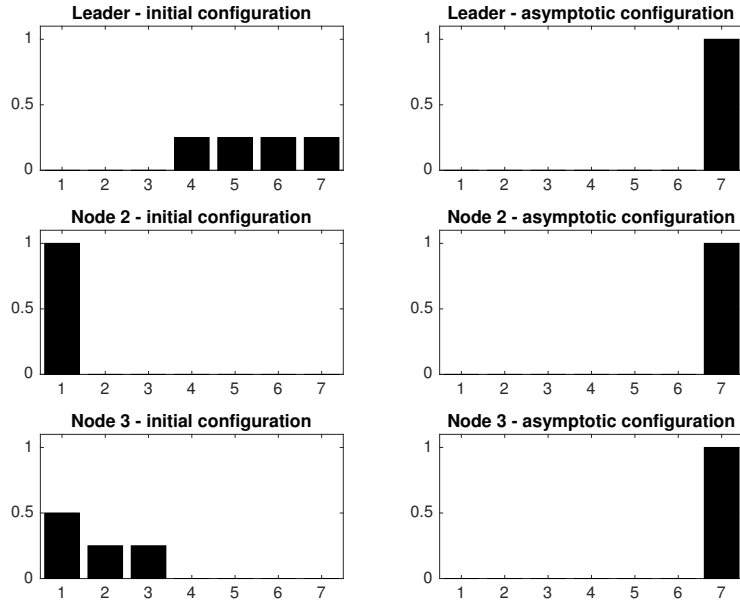 Leader - initial configuration
1
0.5
0
1 2 3 4 5 6 7
Leader - asymptotic configuration
1
0.5
0
1 2 3 4 5 6 7
Node 2 - initial configuration
1
0.5
0
1 2 3 4 5 6 7
Node 2 - asymptotic configuration
1
0.5
0
1 2 3 4 5 6 7
Node 3 - initial configuration
1
0.5
0
1 2 3 4 5 6 7
Node 3 - asymptotic configuration
1
0.5
0
1 2 3 4 5 6 7